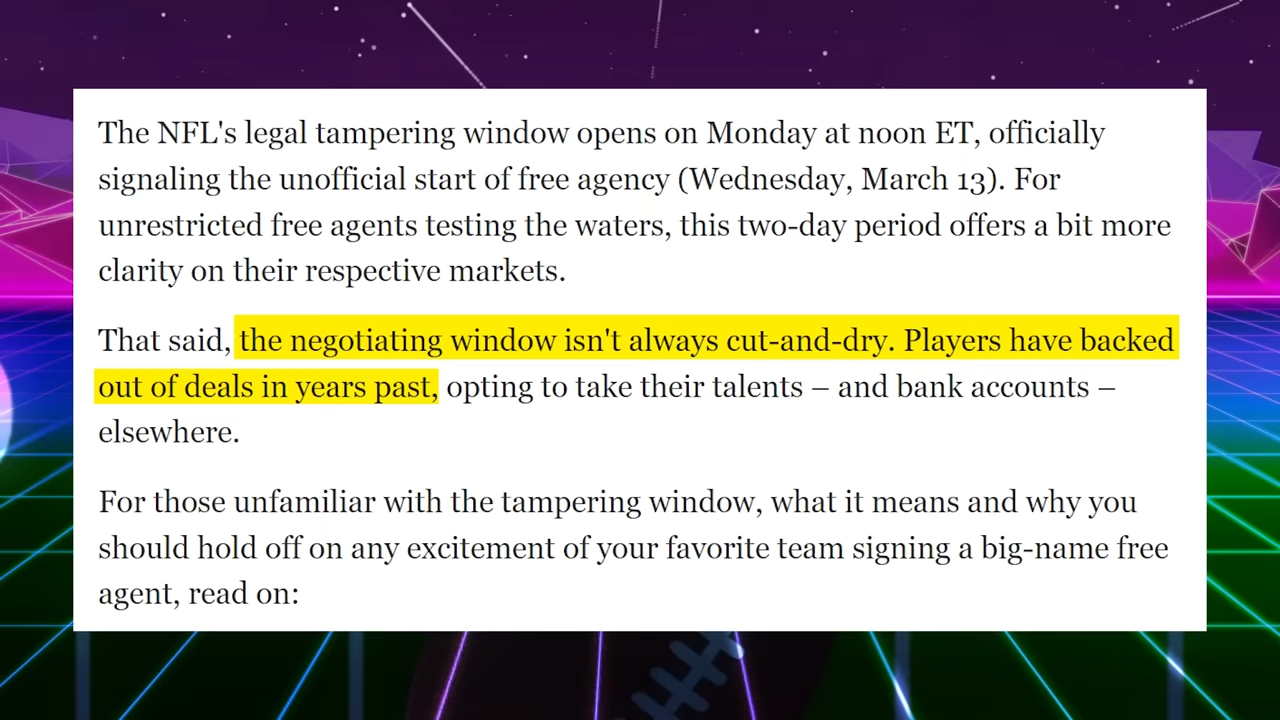 The NFL's legal tampering window opens on Monday at noon ET, officially
signaling the unofficial start of free agency (Wednesday, March 13). For
unrestricted free agents testing the waters, this two-day period offers a bit more
clarity on their respective markets.
That said, the negotiating window isn't always cut-and-dry. Players have backed
out of deals in years past, opting to take their talents – and bank accounts –
elsewhere.
For those unfamiliar with the tampering window, what it means and why you
should hold off on any excitement of your favorite team signing a big-name free
agent, read on: